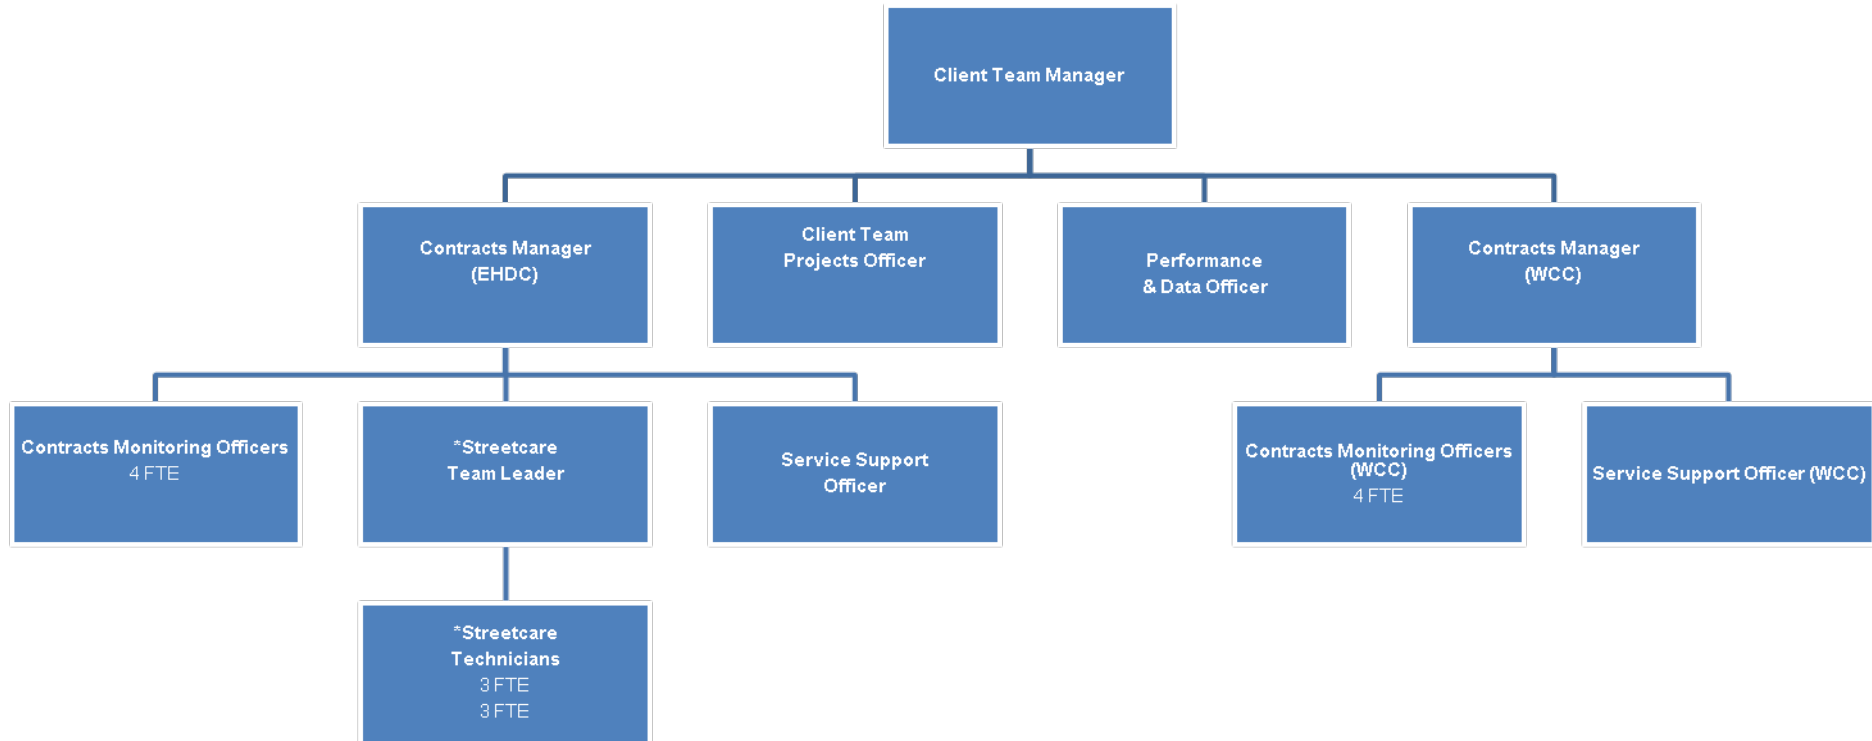 Client Team Manager
Contracts Manager
(EHDC)
Client Team
Projects Officer
Performance
& Data Officer
Contracts Manager
(WCC)
Contracts Monitoring Officers
4 FTE
*Streetcare
Team Leader
Service Support
Officer
Contracts Monitoring Officers
(WCC)
4 FTE
Service Support Officer (WCC)
*Streetcare
Technicians
3 FTE
3 FTE